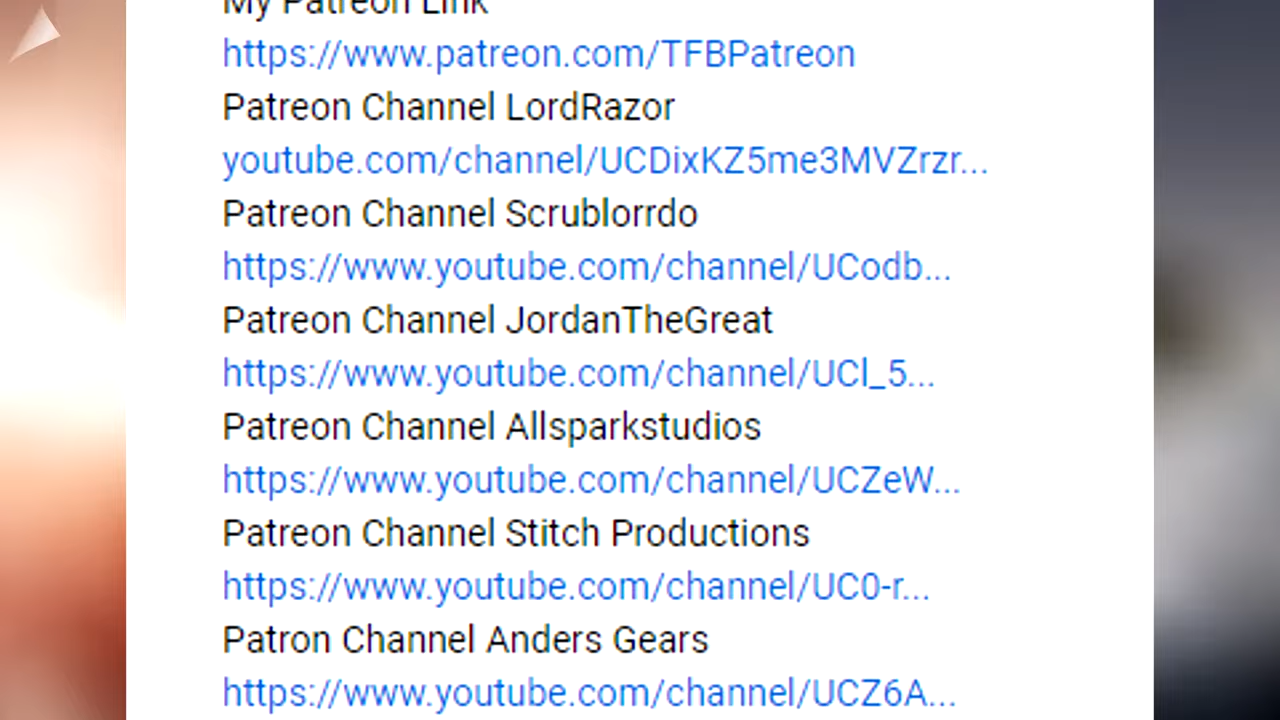 My Patreon Link
https://www.patreon.com/TFBPatreon
Patreon Channel LordRazor
youtube.com/channel/UCDixKZ5me3MVZrzr...
Patreon Channel Scrublorrdo
https://www.youtube.com/channel/UCodb...
Patreon Channel JordanTheGreat
https://www.youtube.com/channel/UCl_5...
Patreon Channel Allsparkstudios
https://www.youtube.com/channel/UCZeW...
Patreon Channel Stitch Productions
https://www.youtube.com/channel/UC0-r...
Patron Channel Anders Gears
https://www.youtube.com/channel/UCZ6A...